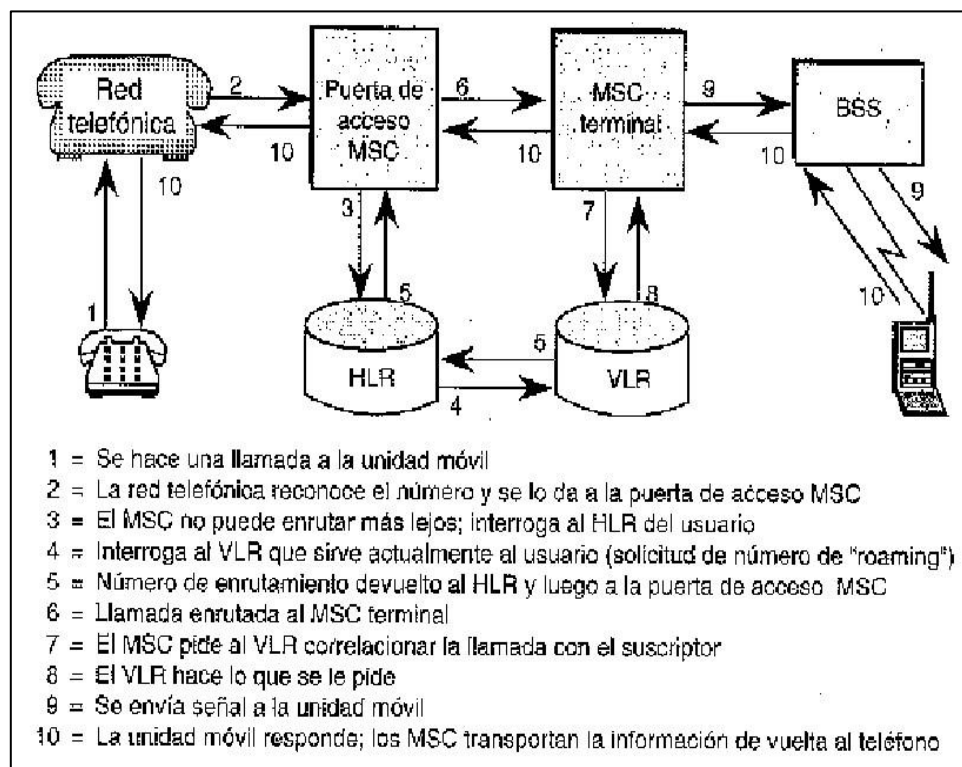 Red
telefónica
2
10
Puerta de
acceso
MSC
6
10
MSC
terminal
9
10
BSS
10
1
3
5
7
8
9
10
HLR
4
5
VLR
1 = Se hace una llamada a la unidad móvil
2 = La red telefónica reconoce el número y se lo da a la puerta de acceso MSC
3 = El MSC no puede enrutar más lejos; interroga al HLR del usuario
4 = Interroga al VLR que sirve actualmente al usuario (solicitud de número de "roaming")
5 = Número de enrutamiento devuelto al HLR y luego a la puerta de acceso MSC
6 = Llamada enrutada al MSC terminal
7 = El MSC pide al VLR correlacionar la llamada con el suscriptor
8 = El VLR hace lo que se le pide
9 = Se envía señal a la unidad móvil
10 = La unidad móvil responde; los MSC transportan la información de vuelta al teléfono